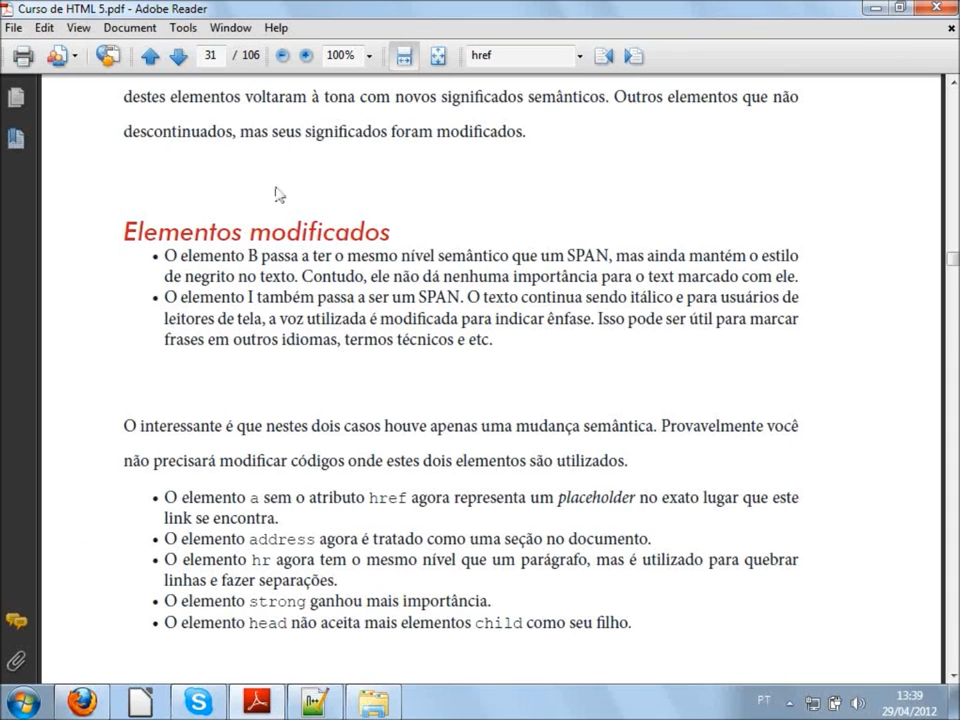 Curso de HTML 5.pdf - Adobe Reader
File Edit View Document Tools Window Help
31 / 106 100% href
destes elementos voltaram à tona com novos significados semânticos. Outros elementos que não
descontinuados, mas seus significados foram modificados.
Elementos modificados
• O elemento B passa a ter o mesmo nível semântico que um SPAN, mas ainda mantém o estilo
de negrito no texto. Contudo, ele não dá nenhuma importância para o text marcado com ele.
• O elemento I também passa a ser um SPAN. O texto continua sendo itálico e para usuários de
leitores de tela, a voz utilizada é modificada para indicar ênfase. Isso pode ser útil para marcar
frases em outros idiomas, termos técnicos e etc.
O interessante é que nestes dois casos houve apenas uma mudança semântica. Provavelmente você
não precisará modificar códigos onde estes dois elementos são utilizados.
• O elemento a sem o atributo href agora representa um placeholder no exato lugar que este
link se encontra.
• O elemento address agora é tratado como uma seção no documento.
• O elemento hr agora tem o mesmo nível que um parágrafo, mas é utilizado para quebrar
linhas e fazer separações.
• O elemento strong ganhou mais importância.
• O elemento head não aceita mais elementos child como seu filho.
PT 13:39
29/04/2012